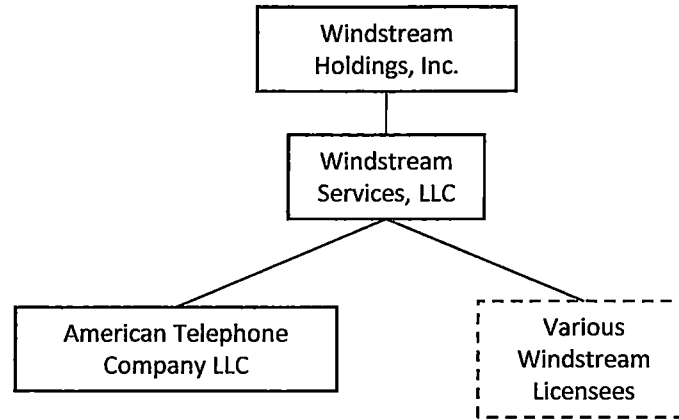 Windstream
Holdings, Inc.
Windstream
Services, LLC
American Telephone
Company LLC
Various
Windstream
Licensees